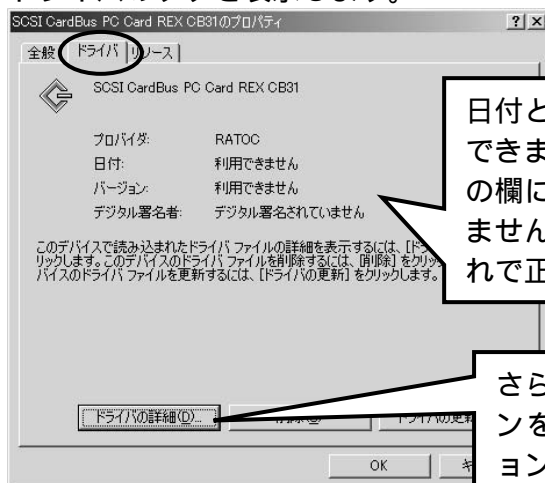 SCSI CardBus PC Card REX CB31のプロパティ
全般 ドライバ リソース
SCSI CardBus PC Card REX CB31
プロバイダ: RATOC
日付: 利用できません
バージョン: 利用できません
デジタル署名者: デジタル署名されていません
このデバイスで読み込まれたドライバ ファイルの詳細を表示するには、[ド
リックします。このデバイスのドライバ ファイルを削除するには、[削除] をクリッ
バイスのドライバ ファイルを更新するには、[ドライバの更新] をクリックします。
日付と
できま
の欄に
ません
れで正
ドライバの詳細(D)...
さら
ンを
ョン
OK
キ